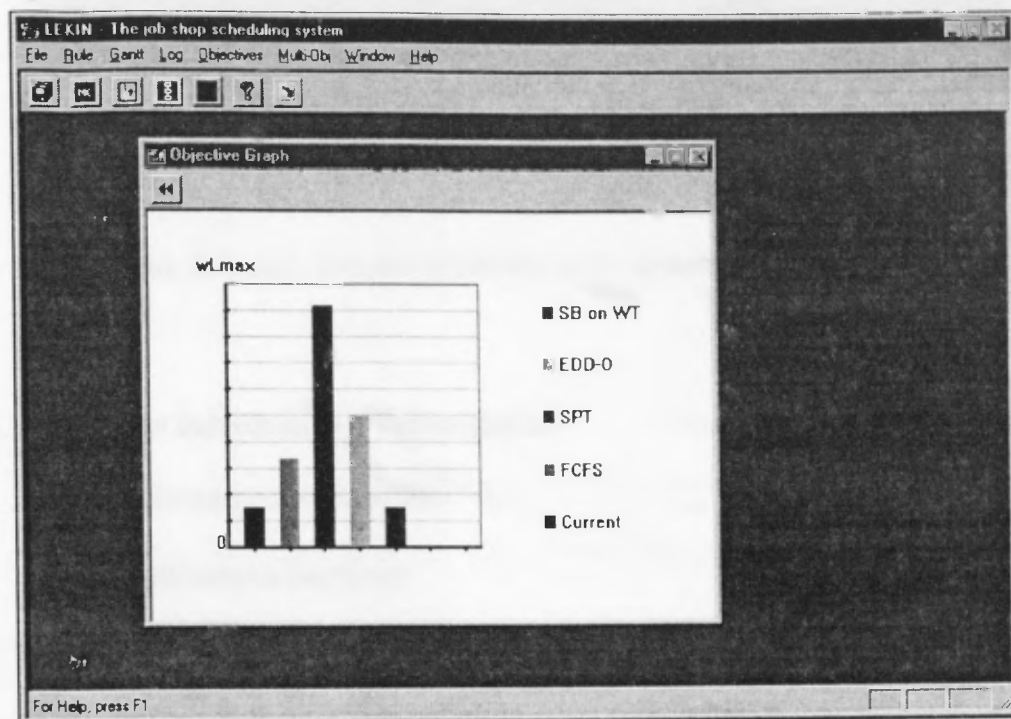 LEKIN - The job shop scheduling system
File Rule Gantt Log Objectives Multi-Obj Window Help
Objective Graph
wLmax
SB on WT
EDD-O
SPT
FCFS
Current
0
For Help, press F1